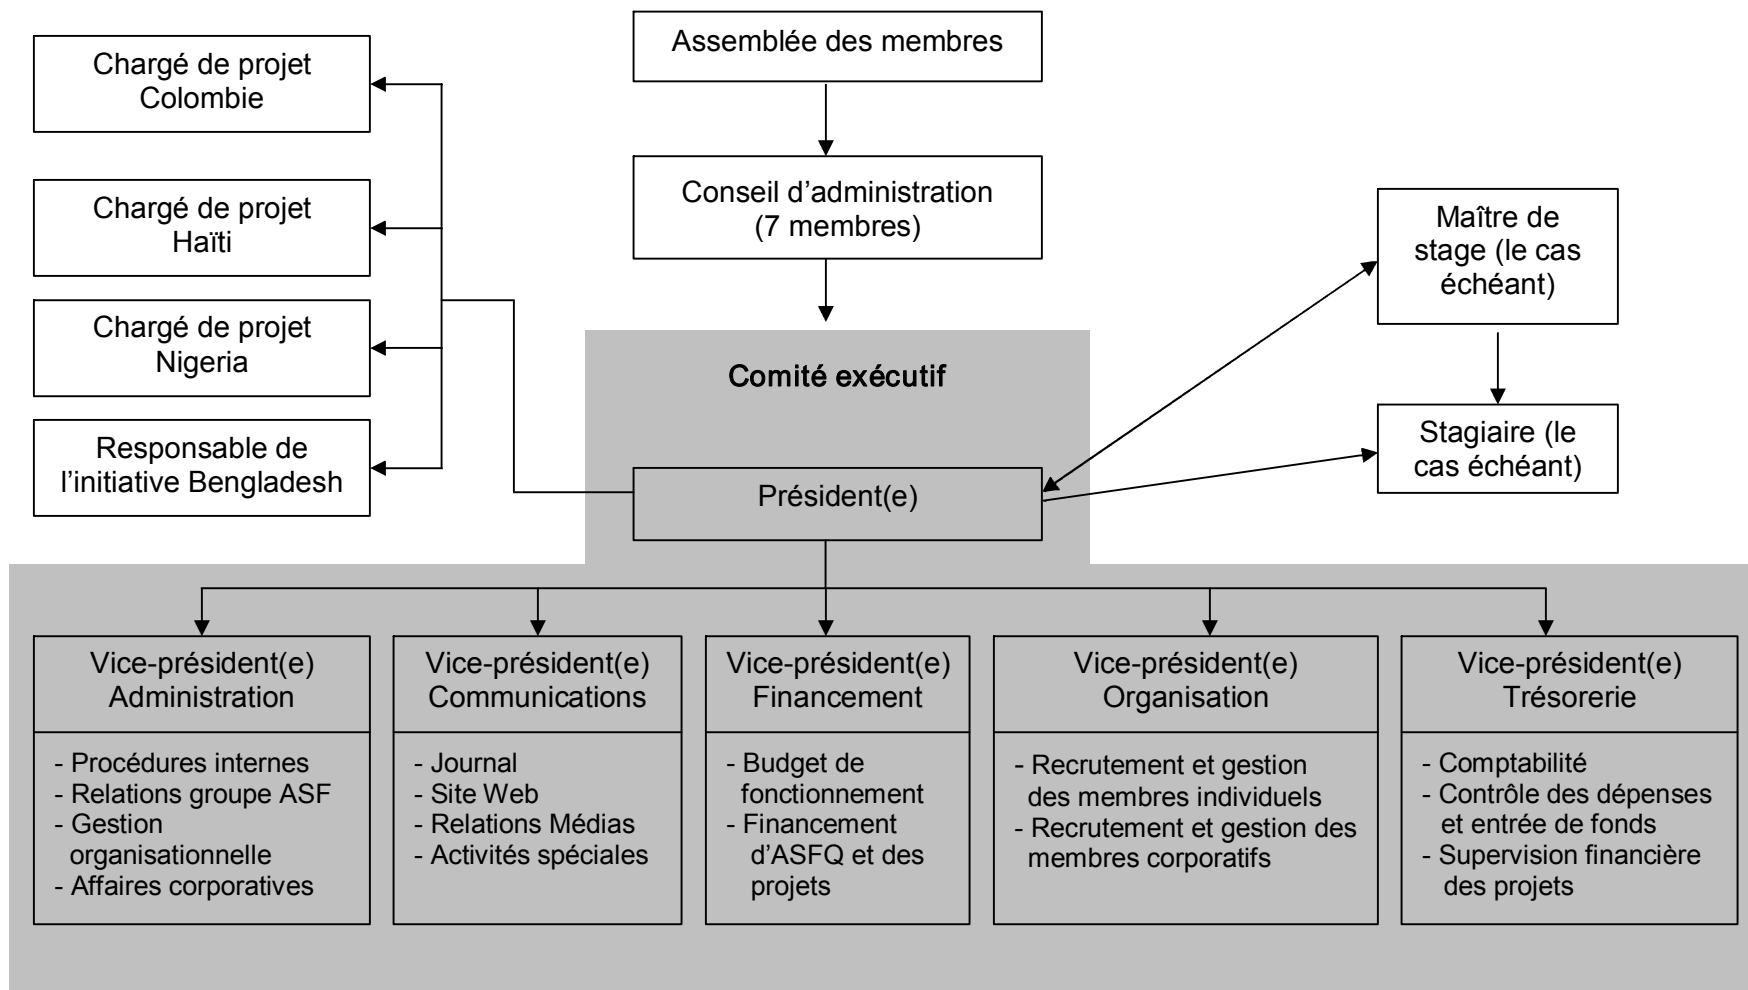 Assemblée des membres
Chargé de projet
Colombie
Conseil d’administration
(7 membres)
Chargé de projet
Haïti
Maître de
stage (le cas
échéant)
Chargé de projet
Nigeria
Comité exécutif
Responsable de
l’initiative Bengladesh
Stagiaire (le
cas échéant)
Président(e)
Vice-président(e)
Administration
- Procédures internes
- Relations groupe ASF
- Gestion
organisationnelle
- Affaires corporatives
Vice-président(e)
Communications
- Journal
- Site Web
- Relations Médias
- Activités spéciales
Vice-président(e)
Financement
- Budget de
fonctionnement
- Financement
d’ASFQ et des
projets
Vice-président(e)
Organisation
- Recrutement et gestion
des membres individuels
- Recrutement et gestion des
membres corporatifs
Vice-président(e)
Trésorerie
- Comptabilité
- Contrôle des dépenses
et entrée de fonds
- Supervision financière
des projets